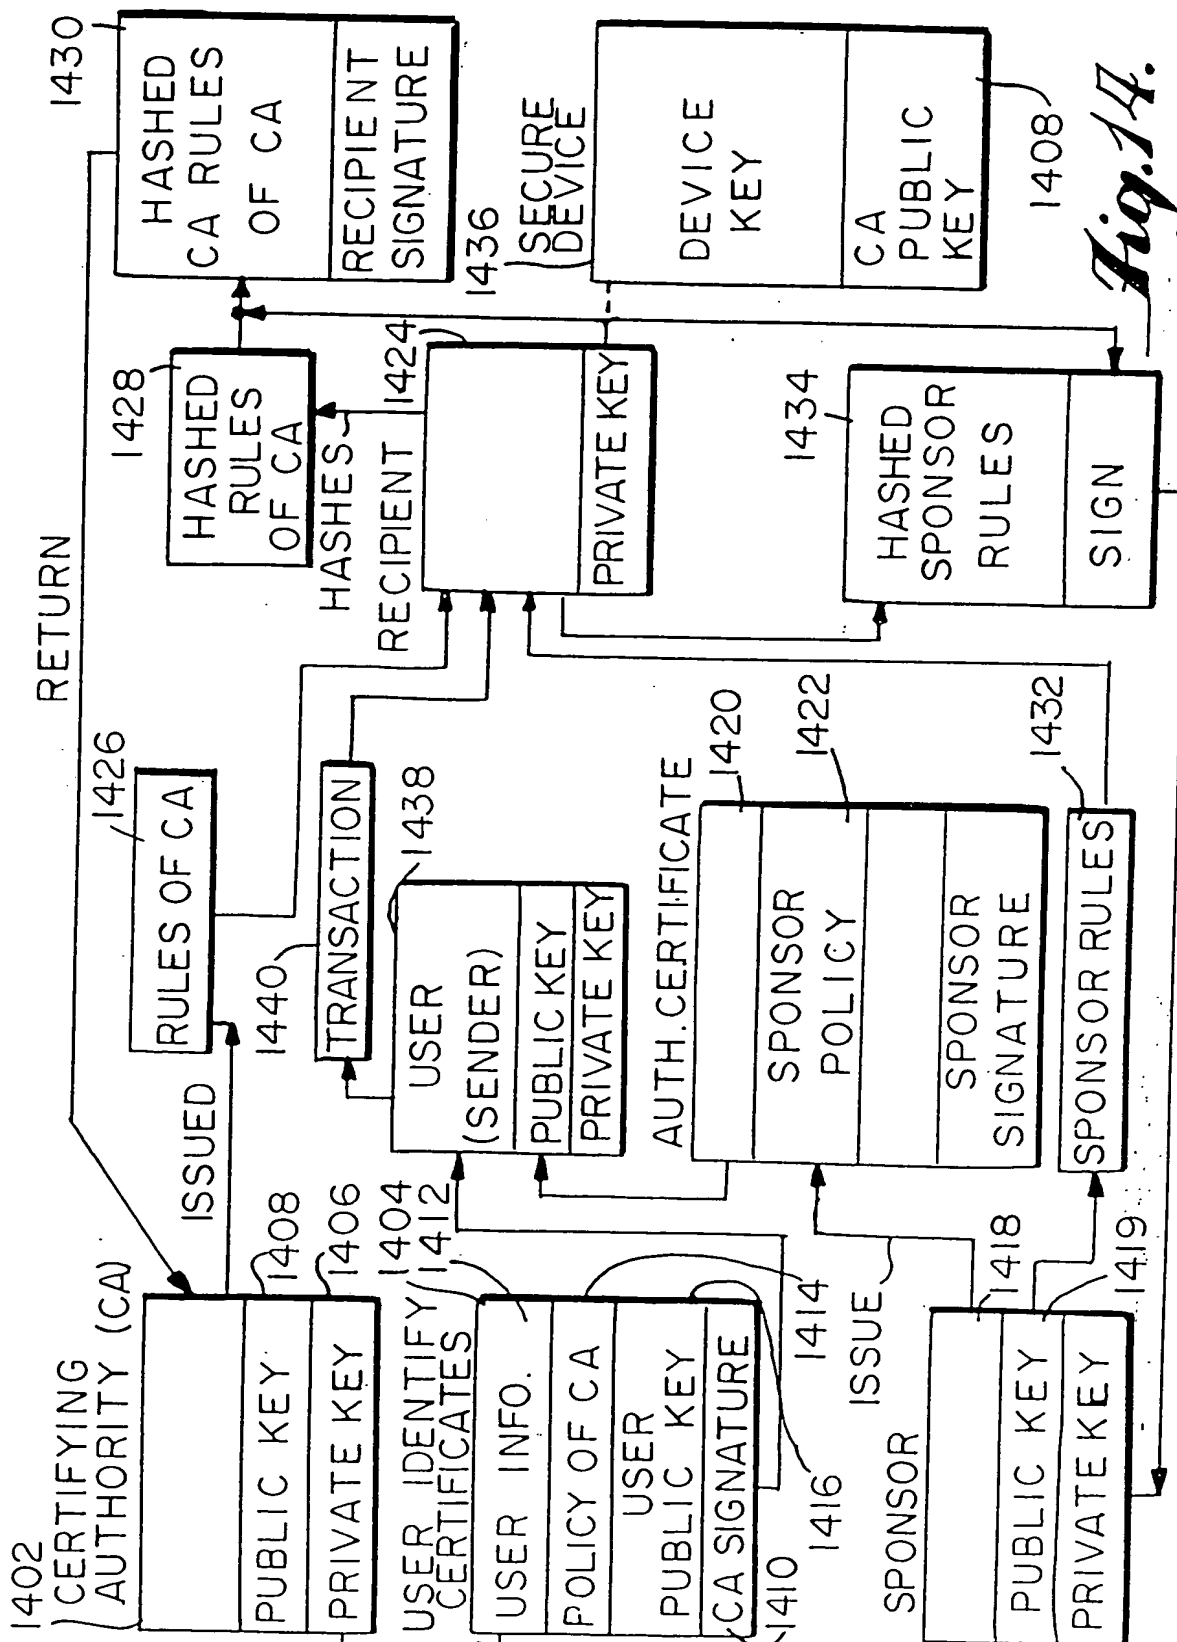 1402
CERTIFYING
AUTHORITY (CA)
PUBLIC KEY
1408
PRIVATE KEY
1406
ISSUED
RETURN
1426
RULES OF CA
1440
TRANSACTION
1438
USER
(SENDER)
PUBLIC KEY
PRIVATE KEY
1428
HASHED
RULES
OF CA
HASHES
RECIPIENT
1424
PRIVATE KEY
1430
HASHED
CA RULES
OF CA
RECIPIENT
SIGNATURE
1436
SECURE
DEVICE
DEVICE
KEY
CA
PUBLIC
KEY
1408
USER IDENTIFY
CERTIFICATES
1404
1412
USER INFO.
POLICY OF CA
1414
USER
PUBLIC KEY
1416
CA SIGNATURE
1410
AUTH. CERTIFICATE
1420
SPONSOR
POLICY
1422
SPONSOR
SIGNATURE
ISSUE
SPONSOR
1418
PUBLIC KEY
1419
PRIVATE KEY
SPONSOR RULES
1432
1434
HASHED
SPONSOR
RULES
SIGN
Fig. 14.